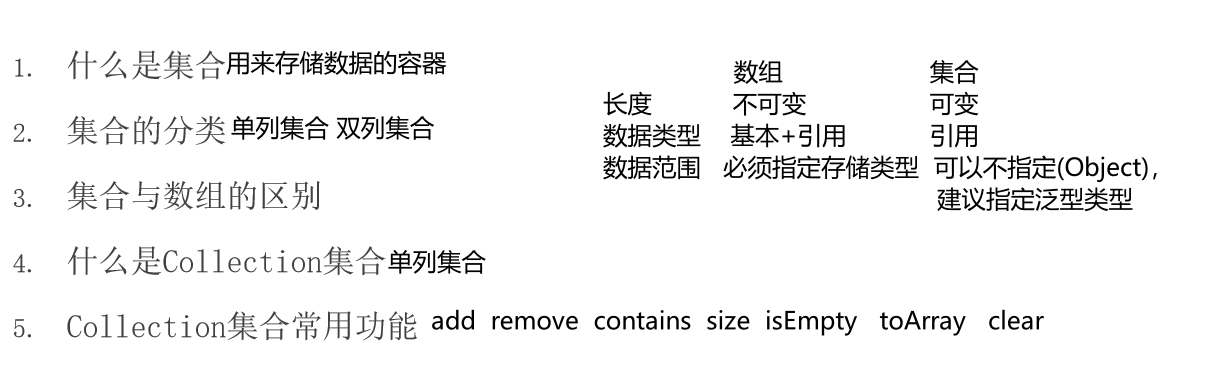 1. 什么是集合用来存储数据的容器
2. 集合的分类 单列集合 双列集合
3. 集合与数组的区别
4. 什么是Collection集合 单列集合
5. Collection集合常用功能 add remove contains size isEmpty toArray clear
数组 集合
长度 不可变 可变
数据类型 基本+引用 引用
数据范围 必须指定存储类型 可以不指定(Object),
建议指定泛型类型